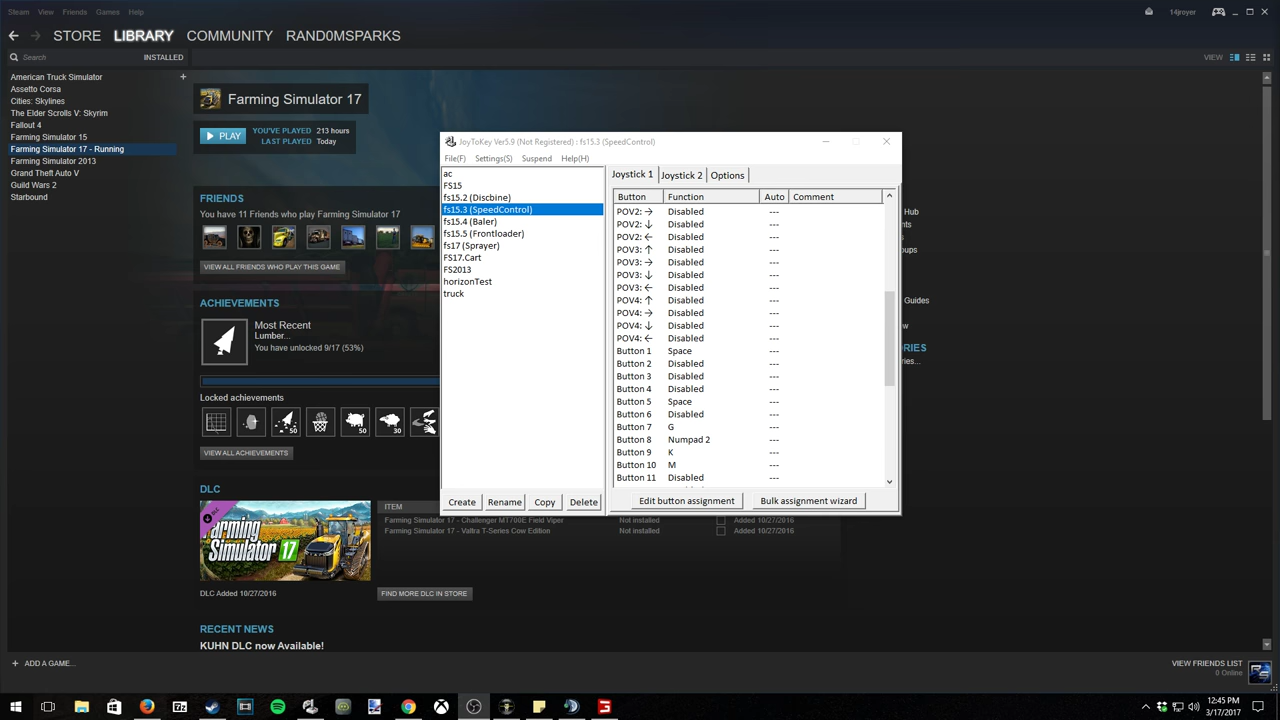 Steam View Friends Games Help
14jroyer
STORE LIBRARY COMMUNITY RAND0MSPARKS
Search INSTALLED
VIEW
American Truck Simulator
Assetto Corsa
Cities: Skylines
The Elder Scrolls V: Skyrim
Fallout 4
Farming Simulator 15
Farming Simulator 17 - Running
Farming Simulator 2013
Grand Theft Auto V
Guild Wars 2
Starbound
Farming Simulator 17
PLAY
YOU'VE PLAYED 213 hours
LAST PLAYED Today
FRIENDS
You have 11 Friends who play Farming Simulator 17
VIEW ALL FRIENDS WHO PLAY THIS GAME
ACHIEVEMENTS
Most Recent
Lumber...
You have unlocked 9/17 (53%)
Locked achievements
50 50 30
VIEW ALL ACHIEVEMENTS
DLC
ITEM
Farming Simulator 17 - Challenger MT700E Field Viper Not installed Added 10/27/2016
Farming Simulator 17 - Valtra T-Series Cow Edition Not installed Added 10/27/2016
DLC Added 10/27/2016
FIND MORE DLC IN STORE
RECENT NEWS
KUHN DLC now Available!
Hub
Guides
JoyToKey Ver5.9 (Not Registered) : fs15.3 (SpeedControl)
File(F) Settings(S) Suspend Help(H)
ac
FS15
fs15.2 (Discbine)
fs15.3 (SpeedControl)
fs15.4 (Baler)
fs15.5 (Frontloader)
fs17 (Sprayer)
FS17.Cart
FS2013
horizonTest
truck
Create Rename Copy Delete
Joystick 1 Joystick 2 Options
Button Function Auto Comment
POV2: → Disabled ---
POV2: ↓ Disabled ---
POV2: ← Disabled ---
POV3: ↑ Disabled ---
POV3: → Disabled ---
POV3: ↓ Disabled ---
POV3: ← Disabled ---
POV4: ↑ Disabled ---
POV4: → Disabled ---
POV4: ↓ Disabled ---
POV4: ← Disabled ---
Button 1 Space ---
Button 2 Disabled ---
Button 3 Disabled ---
Button 4 Disabled ---
Button 5 Space ---
Button 6 Disabled ---
Button 7 G ---
Button 8 Numpad 2 ---
Button 9 K ---
Button 10 M ---
Button 11 Disabled ---
Edit button assignment Bulk assignment wizard
+ ADD A GAME...
VIEW FRIENDS LIST
0 Online
12:45 PM
3/17/2017